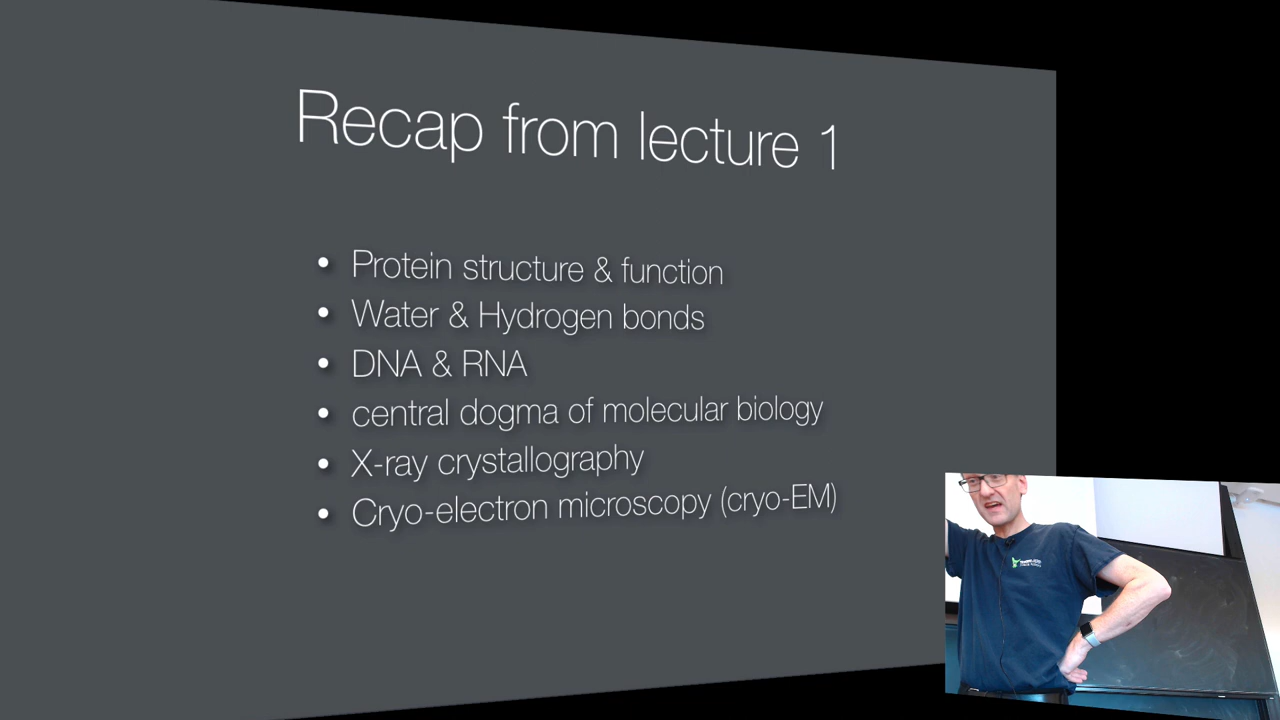 Recap from lecture 1
• Protein structure & function
• Water & Hydrogen bonds
• DNA & RNA
• central dogma of molecular biology
• X-ray crystallography
• Cryo-electron microscopy (cryo-EM)